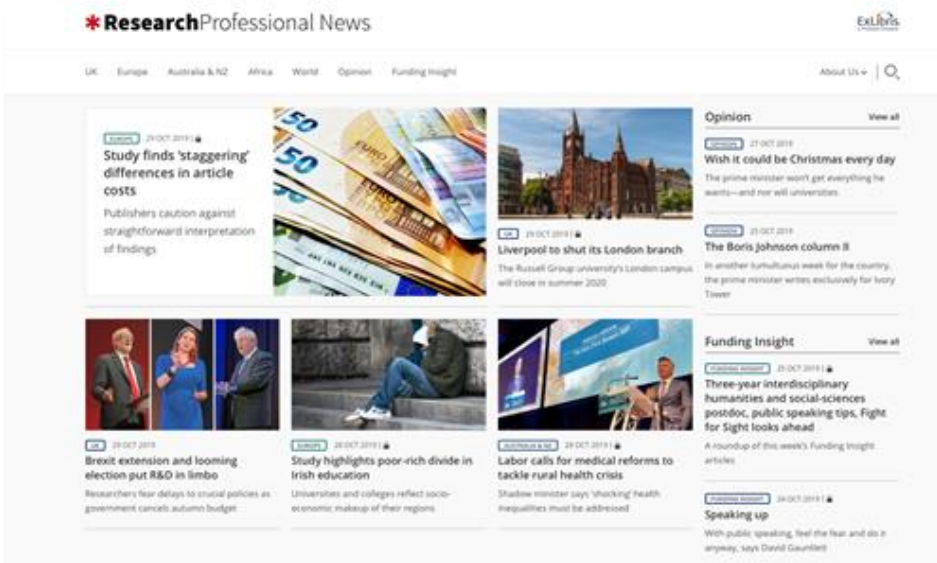 *ResearchProfessional News
ExLibris
UK Europe Australia & NZ Africa World Opinion Funding Insight
About Us
EUROPE 29 OCT 2019 |
Study finds 'staggering'
differences in article
costs
Publishers caution against
straightforward interpretation
of findings
50
50
EURO
UK 29 OCT 2019 |
Liverpool to shut its London branch
The Russell Group university's London campus
will close in summer 2020
Opinion View all
OPINION 27 OCT 2019
Wish it could be Christmas every day
The prime minister won't get everything he
wants—and nor will universities
OPINION 25 OCT 2019
The Boris Johnson column II
In another tumultuous week for the country,
the prime minister writes exclusively for Ivory
Tower
UK 29 OCT 2019
Brexit extension and looming
election put R&D in limbo
Researchers fear delays to crucial policies as
government cancels autumn budget
EUROPE 28 OCT 2019 |
Study highlights poor-rich divide in
Irish education
Universities and colleges reflect socio-
economic makeup of their regions
AUSTRALIA & NZ 28 OCT 2019 |
Labor calls for medical reforms to
tackle rural health crisis
Shadow minister says 'shocking' health
inequalities must be addressed
Funding Insight View all
FUNDING INSIGHT 25 OCT 2019 |
Three-year interdisciplinary
humanities and social-sciences
postdoc, public speaking tips, Fight
for Sight looks ahead
A roundup of this week's Funding Insight
articles
FUNDING INSIGHT 24 OCT 2019 |
Speaking up
With public speaking, feel the fear and do it
anyway, says David Gauntlett